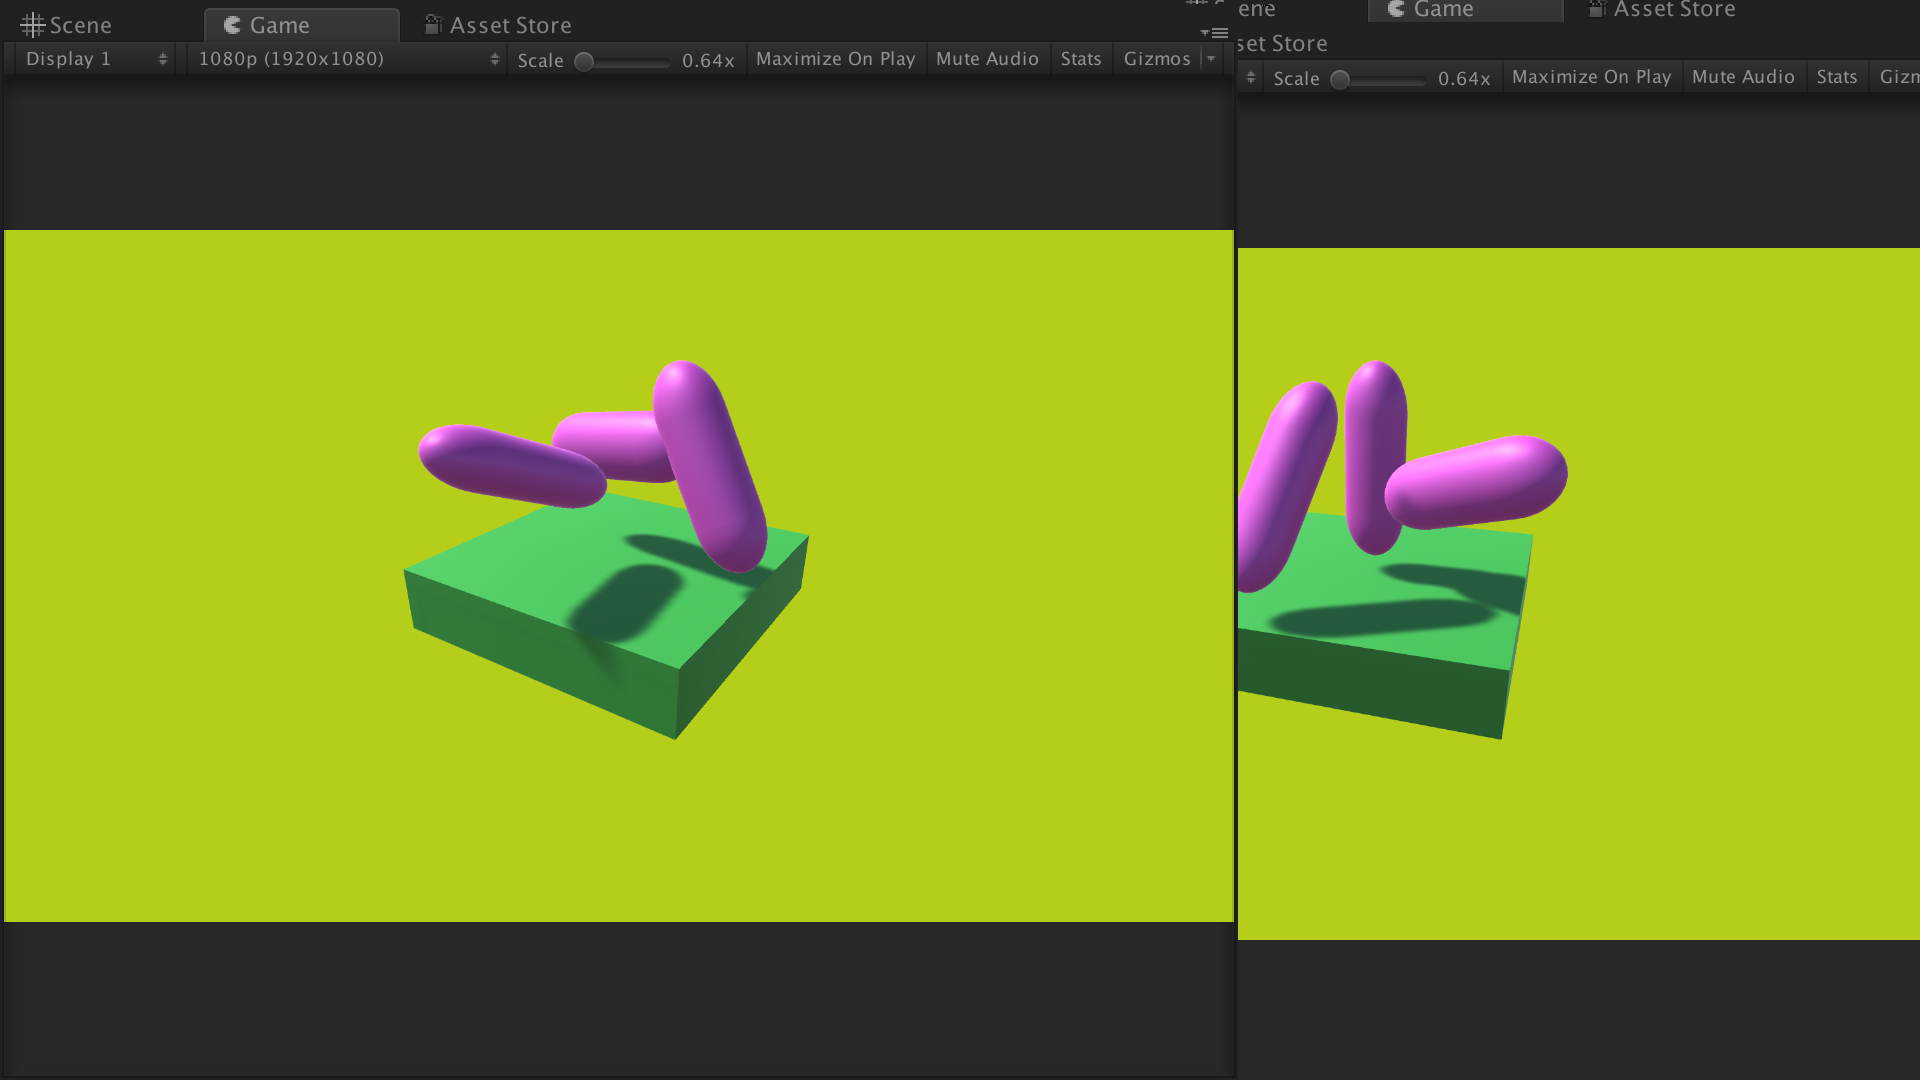 Scene Game Asset Store
Display 1 1080p (1920x1080) Scale 0.64x Maximize On Play Mute Audio Stats Gizmos
ene Game Asset Store
set Store
Scale 0.64x Maximize On Play Mute Audio Stats Gizm